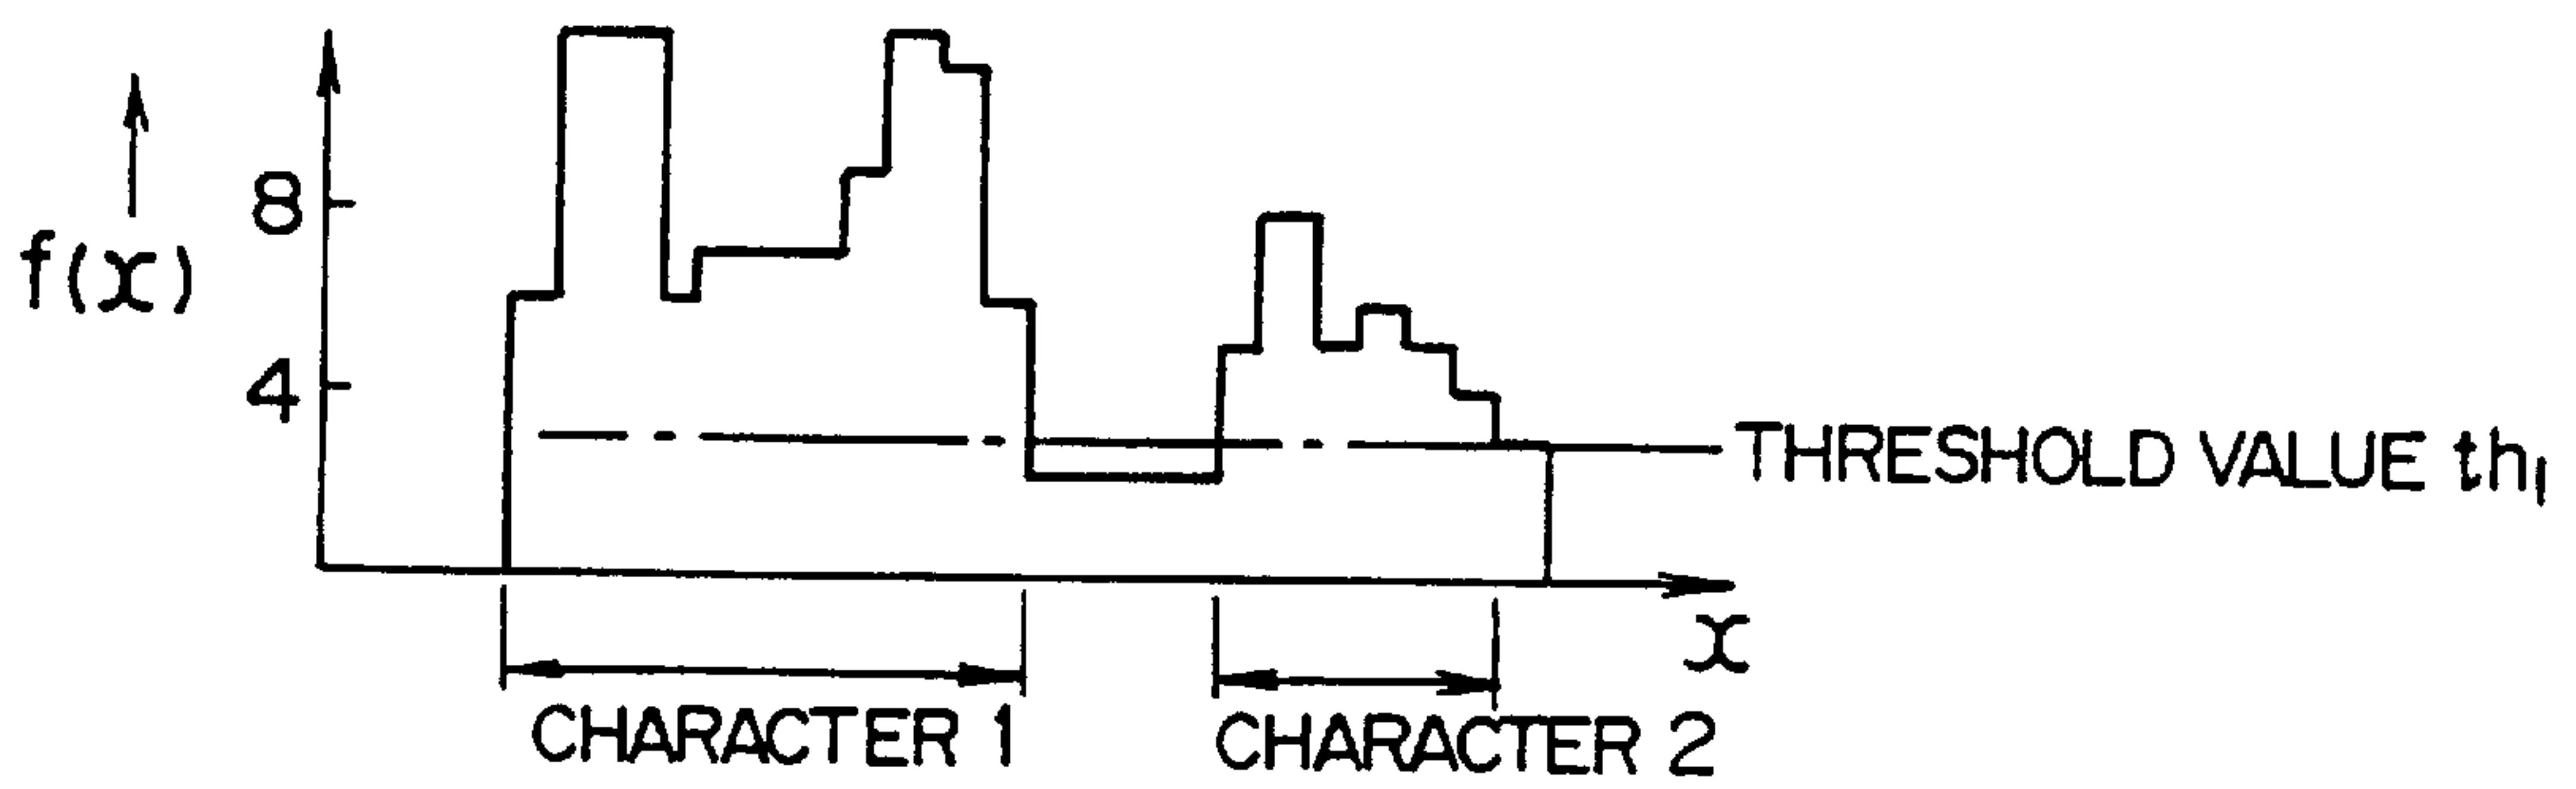 8
f(x)
4
THRESHOLD VALUE th1
x
CHARACTER 1
CHARACTER 2